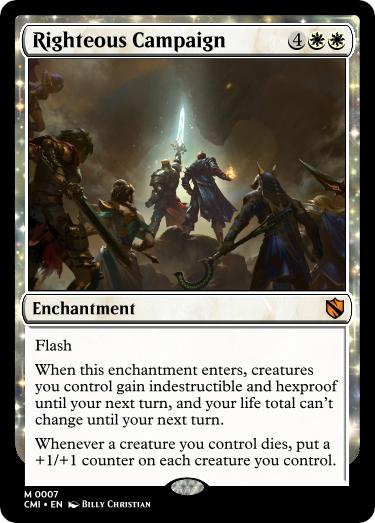 Righteous Campaign 4
Enchantment
Flash
When this enchantment enters, creatures
you control gain indestructible and hexproof
until your next turn, and your life total can't
change until your next turn.
Whenever a creature you control dies, put a
+1/+1 counter on each creature you control.
M 0007
CMI • EN Billy Christian